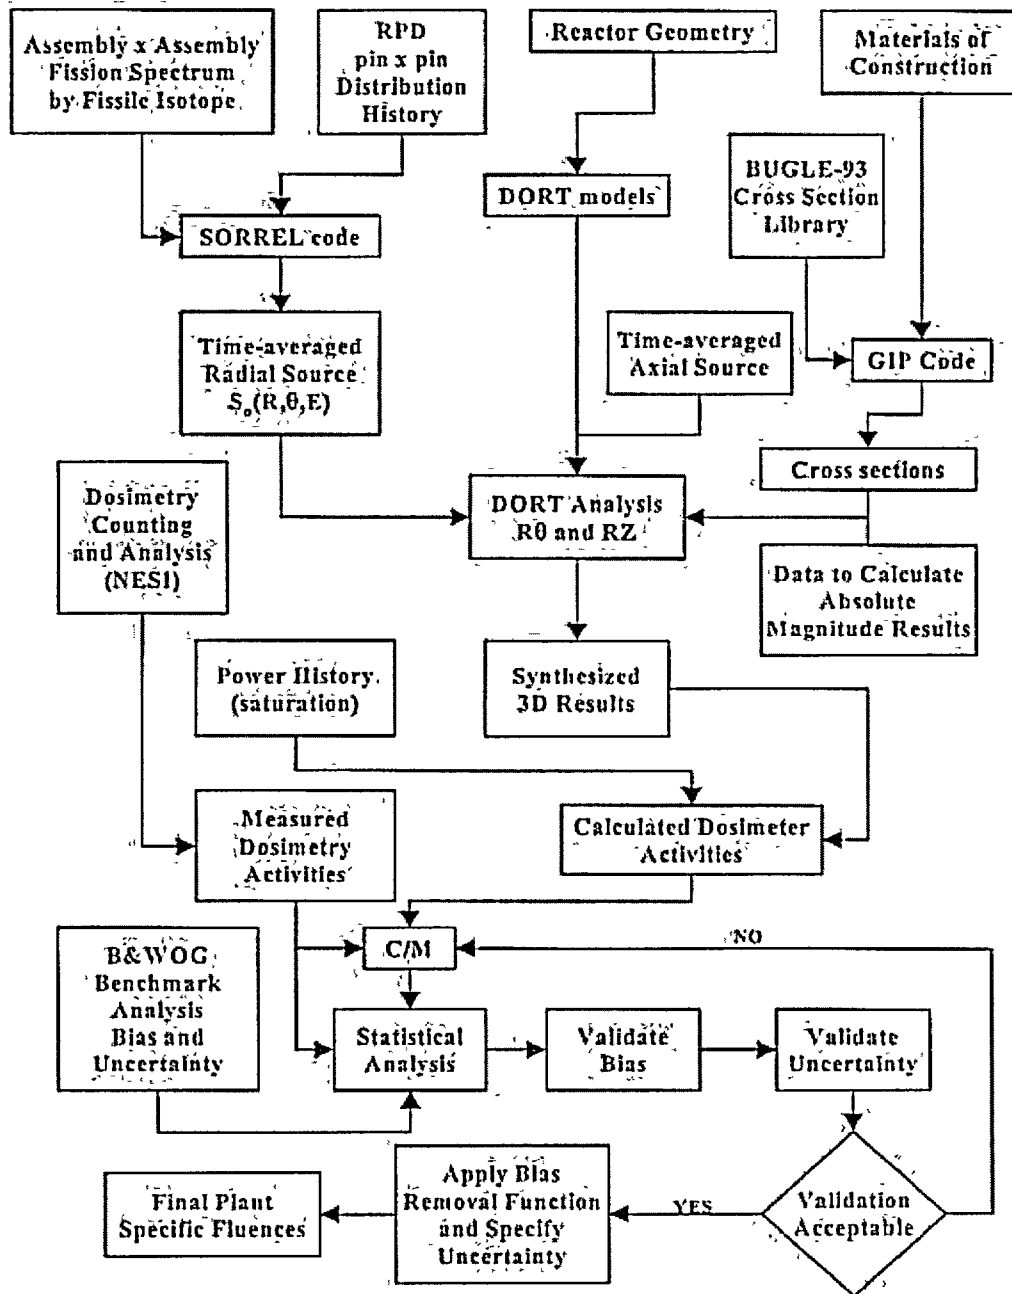 Assembly x Assembly
Fission Spectrum
by Fissile Isotope
RPD
pin x pin
Distribution
History
Reactor Geometry
Materials of
Construction
BUGLE-93
Cross Section
Library
DORT models
SORREL code
Time-averaged
Radial Source
So(R,θ,E)
Time-averaged
Axial Source
GIP Code
Cross sections
Dosimetry
Counting
and Analysis
(NESI)
DORT Analysis
Rθ and RZ
Data to Calculate
Absolute
Magnitude Results
Power History
(saturation)
Synthesized
3D Results
Measured
Dosimetry
Activities
Calculated Dosimeter
Activities
B&WOG
Benchmark
Analysis
Bias and
Uncertainty
C/M
NO
Statistical
Analysis
Validate
Bias
Validate
Uncertainty
Final Plant
Specific Fluences
Apply Bias
Removal Function
and Specify
Uncertainty
YES
Validation
Acceptable